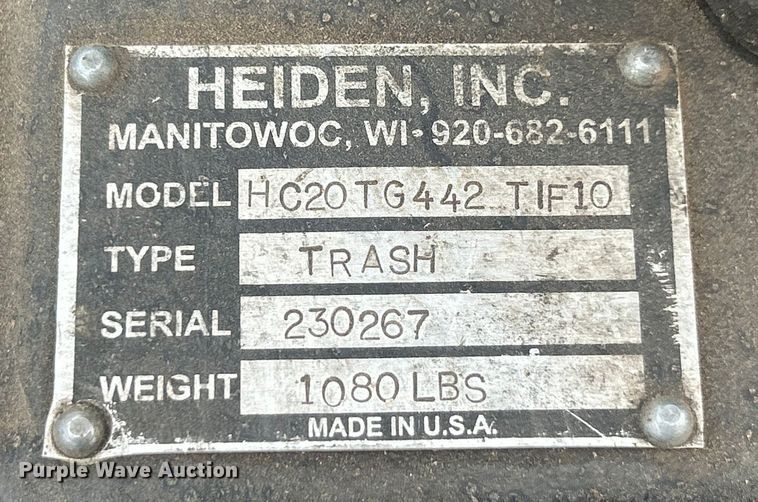 HEIDEN, INC.
MANITOWOC, WI- 920-682-6111
MODEL HC20TG442 TIF10
TYPE TRASH
SERIAL 230267
WEIGHT 1080 LBS
MADE IN U.S.A.
Purple Wave Auction